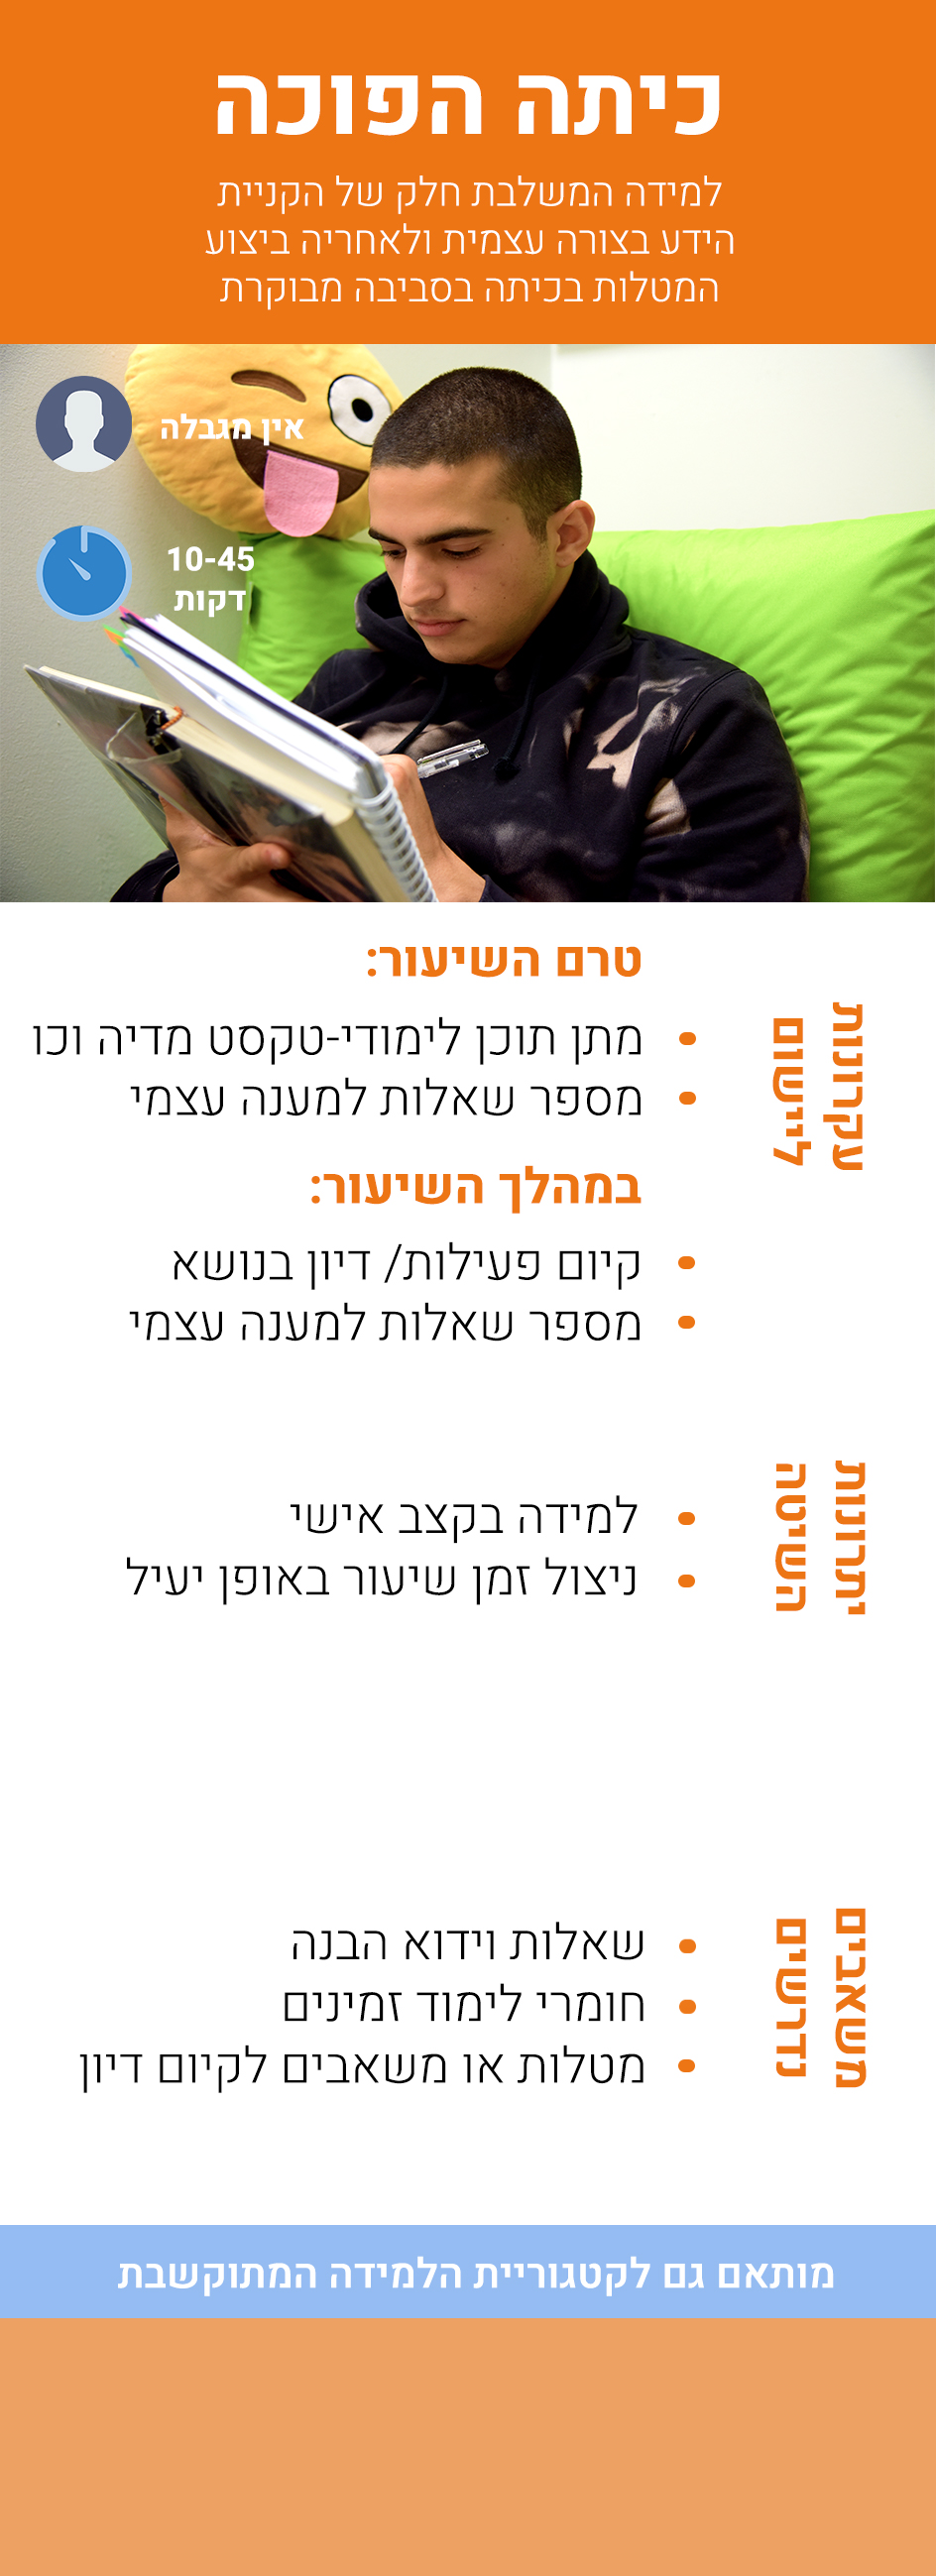 כיתה הפוכה
למידה המשלבת חלק של הקניית
הידע בצורה עצמית ולאחריה ביצוע
המטלות בכיתה בסביבה מבוקרת
אין מגבלה
10-45
דקות
עקרונות
ליישום
טרם השיעור:
• מתן תוכן לימודי-טקסט מדיה וכו
• מספר שאלות למענה עצמי
במהלך השיעור:
• קיום פעילות/ דיון בנושא
• מספר שאלות למענה עצמי
יתרונות
השיטה
• למידה בקצב אישי
• ניצול זמן שיעור באופן יעיל
משאבים
נדרשים
• שאלות וידוא הבנה
• חומרי לימוד זמינים
• מטלות או משאבים לקיום דיון
מותאם גם לקטגוריית הלמידה המתוקשבת